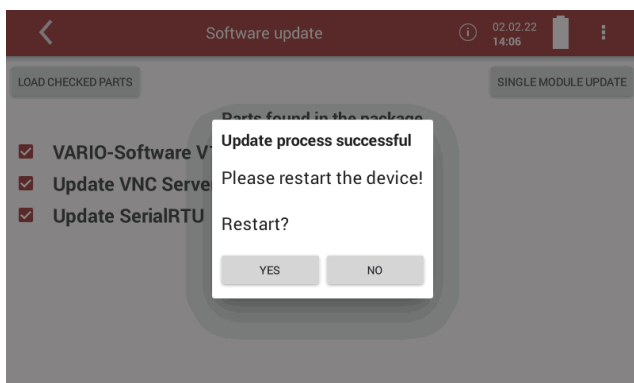 Software update
02.02.22
14:06
LOAD CHECKED PARTS
SINGLE MODULE UPDATE
Parts found in the package
Update process successful
VARIO-Software
Please restart the device!
Update VNC Server
Update SerialRTU
Restart?
YES NO